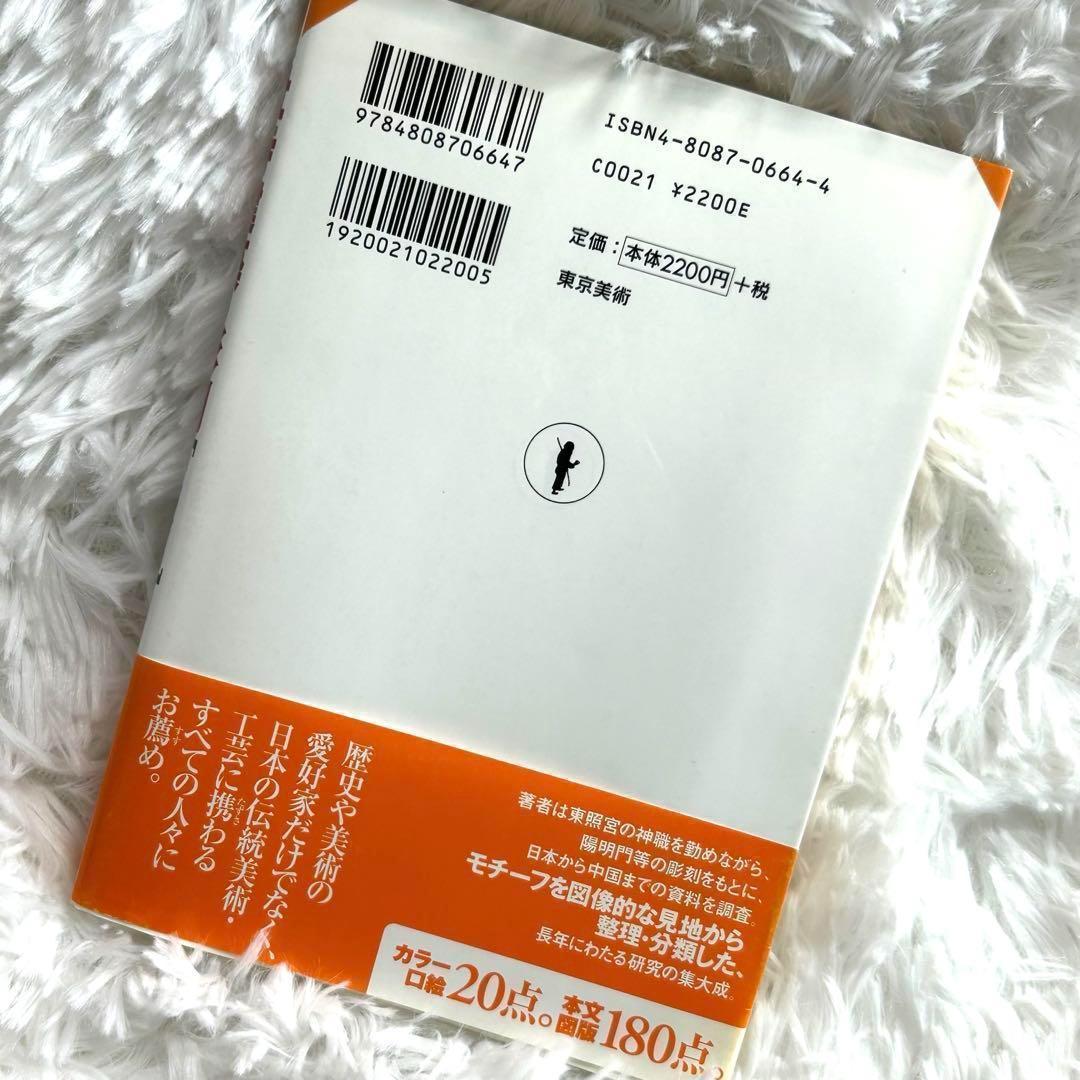 9784808706647
ISBN4-8087-0664-4
C0021 ¥2200E
1920021022005
定価：本体2200円＋税
東京美術
歴史や美術の
愛好家だけでなく、
日本の伝統美術・
工芸に携わる
たずさ
すべての人々に
お薦め。
すす
著者は東照宮の神職を勤めながら、
陽明門等の彫刻をもとに、
日本から中国までの資料を調査。
モチーフを図像的な見地から
整理・分類した、
長年にわたる研究の集大成。
カラー口絵20点。本文図版180点。